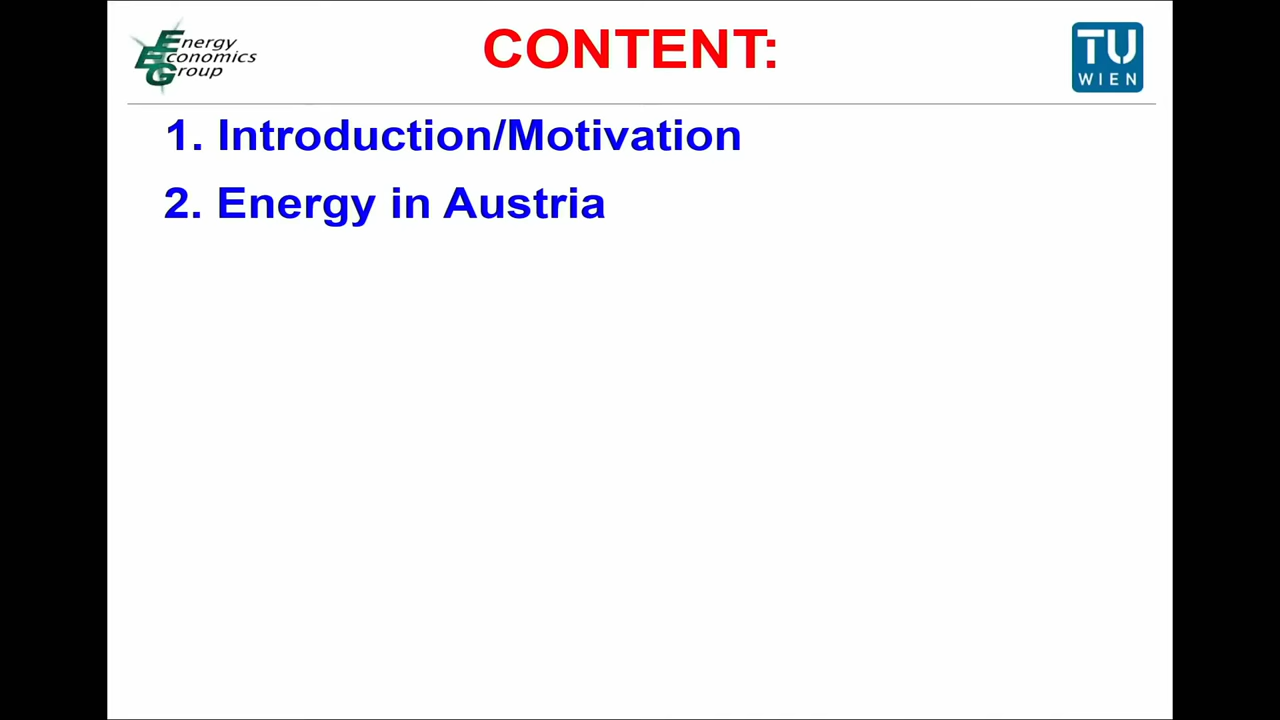 Energy
Economics
Group
CONTENT:
TU
WIEN
1. Introduction/Motivation
2. Energy in Austria